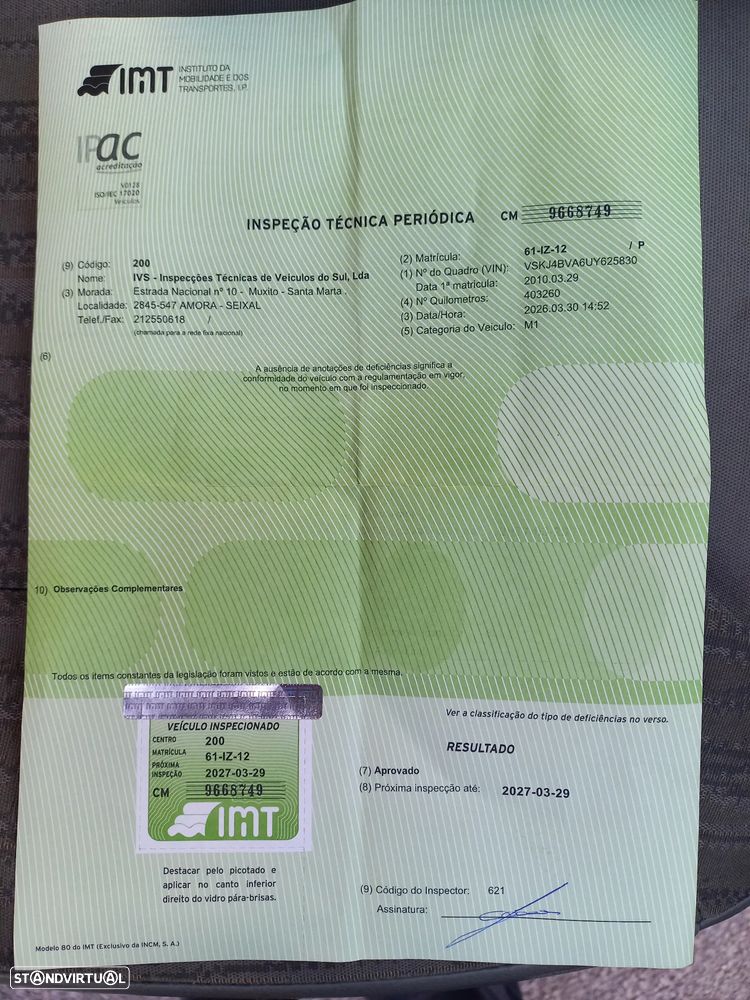 IMT INSTITUTO DA
MOBILIDADE E DOS
TRANSPORTES, I.P.
IPAC
acreditação
V0128
ISO/IEC 17020
Veículos
INSPEÇÃO TÉCNICA PERIÓDICA CM 9668749
(9) Código: 200
Nome: IVS - Inspecções Técnicas de Veiculos do Sul, Lda
(3) Morada: Estrada Nacional nº 10 - Muxito - Santa Marta .
Localidade: 2845-547 AMORA - SEIXAL
Telef./Fax: 212550618 /
(chamada para a rede fixa nacional)
(2) Matrícula: 61-IZ-12 / P
(1) Nº do Quadro (VIN): VSKJ4BVA6UY625830
Data 1ª matrícula: 2010.03.29
(4) Nº Quilometros: 403260
(3) Data/Hora: 2026.03.30 14:52
(5) Categoria do Veículo: M1
(6)
A ausência de anotações de deficiências significa a
conformidade do veículo com a regulamentação em vigor,
no momento em que foi inspeccionado.
10) Observações Complementares
Todos os items constantes da legislação foram vistos e estão de acordo com a mesma.
VEÍCULO INSPECIONADO
CENTRO 200
MATRÍCULA 61-IZ-12
PRÓXIMA
INSPEÇÃO 2027-03-29
CM 9668749
IMT
Destacar pelo picotado e
aplicar no canto inferior
direito do vidro pára-brisas.
Ver a classificação do tipo de deficiências no verso.
RESULTADO
(7) Aprovado
(8) Próxima inspecção até: 2027-03-29
(9) Código do Inspector: 621
Assinatura:
Modelo 80 do IMT (Exclusivo da INCM, S. A.)
STANDVIRTUAL